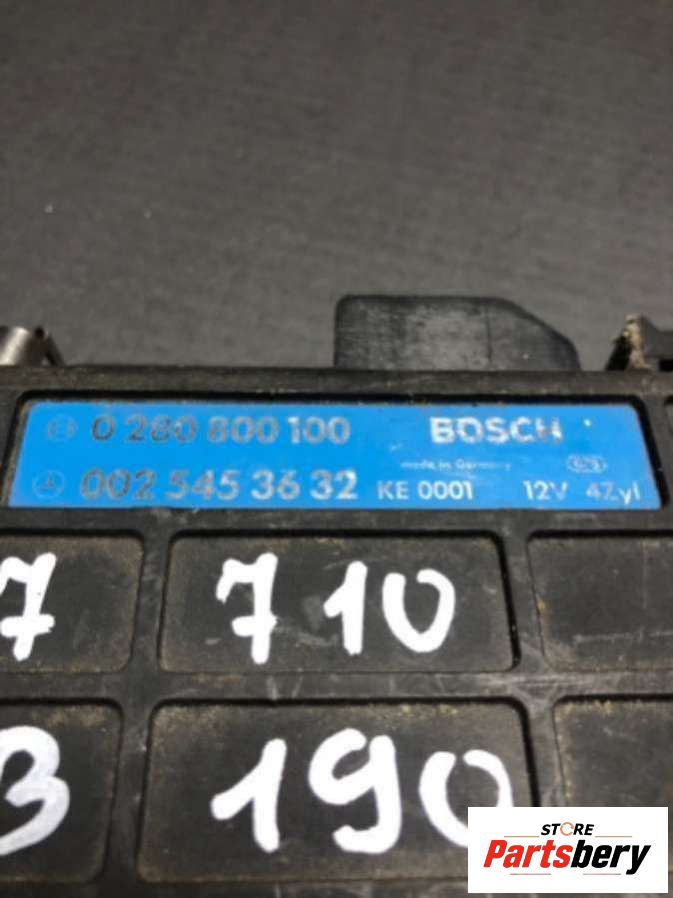 0 280 800 100 BOSCH
made in Germany
002 545 36 32 KE 0001 12V 4Zyl
7 710
3 190
STORE
Partsbery